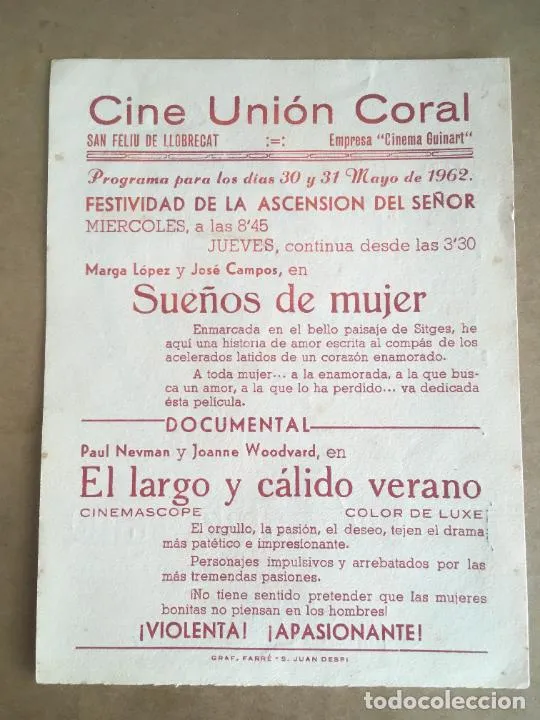 Cine Unión Coral
SAN FELIU DE LLOBREGAT :=: Empresa "Cinema Guinart"
Programa para los días 30 y 31 Mayo de 1962.
FESTIVIDAD DE LA ASCENSION DEL SEÑOR
MIERCOLES, a las 8'45
JUEVES, continua desde las 3'30
Marga López y José Campos, en
Sueños de mujer
Enmarcada en el bello paisaje de Sitges, he
aquí una historia de amor escrita al compás de los
acelerados latidos de un corazón enamorado.
A toda mujer... a la enamorada, a la que bus-
ca un amor, a la que lo ha perdido... va dedicada
ésta película.
DOCUMENTAL
Paul Nevman y Joanne Woodvard, en
El largo y cálido verano
CINEMASCOPE COLOR DE LUXE
El orgullo, la pasión, el deseo, tejen el drama
más patético e impresionante.
Personajes impulsivos y arrebatados por las
más tremendas pasiones.
¡No tiene sentido pretender que las mujeres
bonitas no piensan en los hombres!
¡VIOLENTA! ¡APASIONANTE!
GRAF. FARRÉ - S. JUAN DESPI
todocoleccion.net